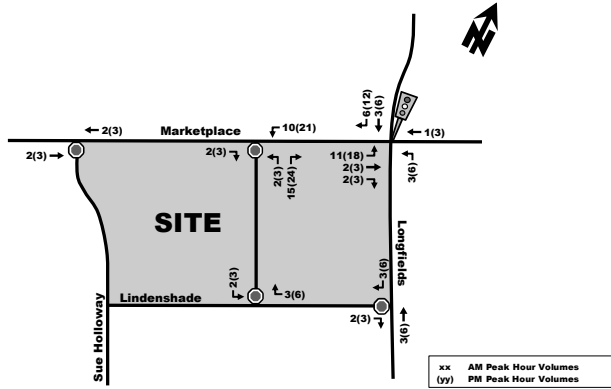 6(12)
3(6)
2(3)
Marketplace
10(21)
1(3)
2(3)
2(3)
11(18)
2(3)
2(3)
3(6)
2(3)
15(24)
SITE
Longfields
2(3)
3(6)
3(6)
Lindenshade
2(3)
3(6)
Sue Holloway
xx AM Peak Hour Volumes
(yy) PM Peak Hour Volumes